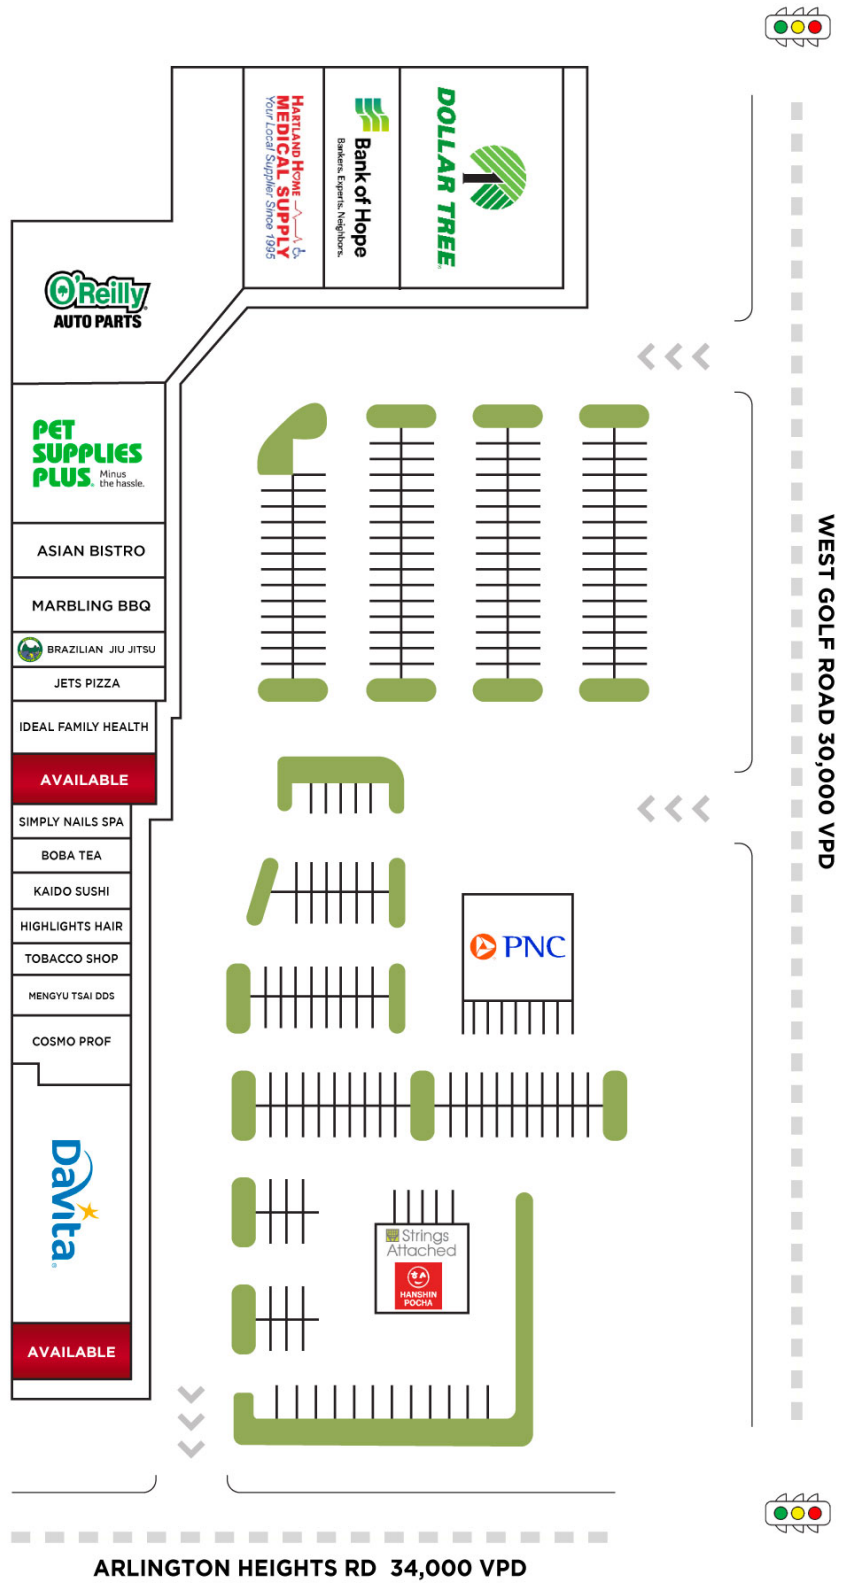 HARTLAND HOME
MEDICAL SUPPLY
Your Local Supplier Since 1995
Bank of Hope
Bankers. Experts. Neighbors.
DOLLAR TREE
O'Reilly
AUTO PARTS
PET
SUPPLIES
PLUS. Minus
the hassle.
ASIAN BISTRO
MARBLING BBQ
BRAZILIAN JIU JITSU
JETS PIZZA
IDEAL FAMILY HEALTH
AVAILABLE
SIMPLY NAILS SPA
BOBA TEA
KAIDO SUSHI
HIGHLIGHTS HAIR
TOBACCO SHOP
MENGYU TSAI DDS
COSMO PROF
DaVita
AVAILABLE
PNC
Strings
Attached
HANSHIN
POCHA
WEST GOLF ROAD 30,000 VPD
ARLINGTON HEIGHTS RD 34,000 VPD